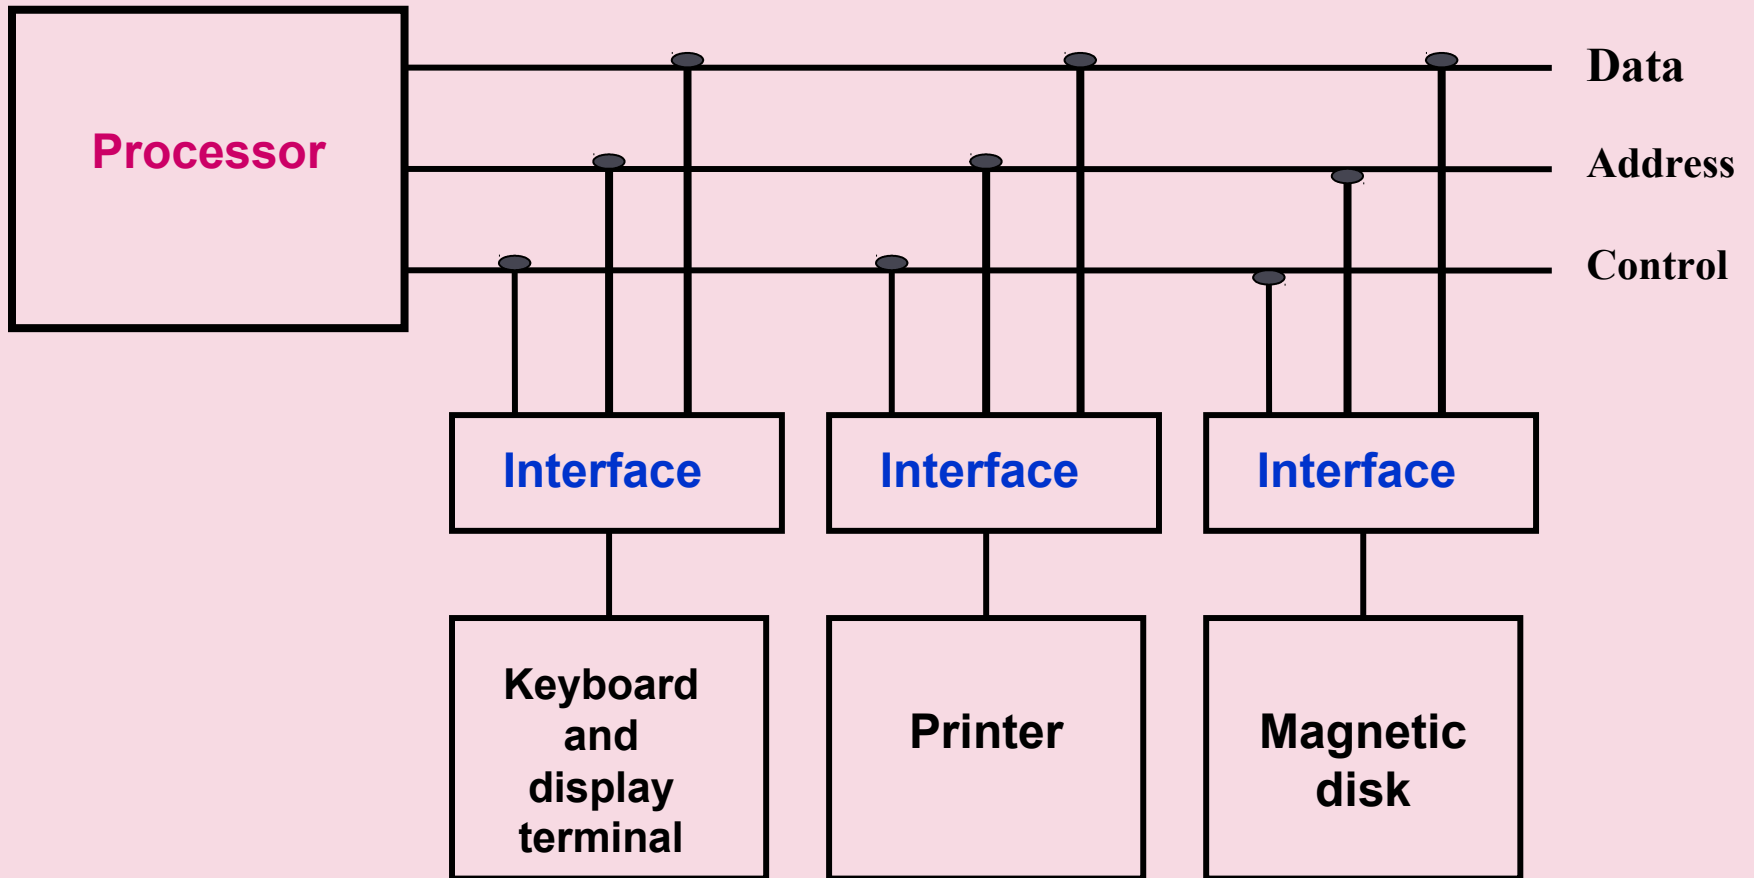 Processor
Data
Address
Control
Interface
Interface
Interface
Keyboard
and
display
terminal
Printer
Magnetic
disk